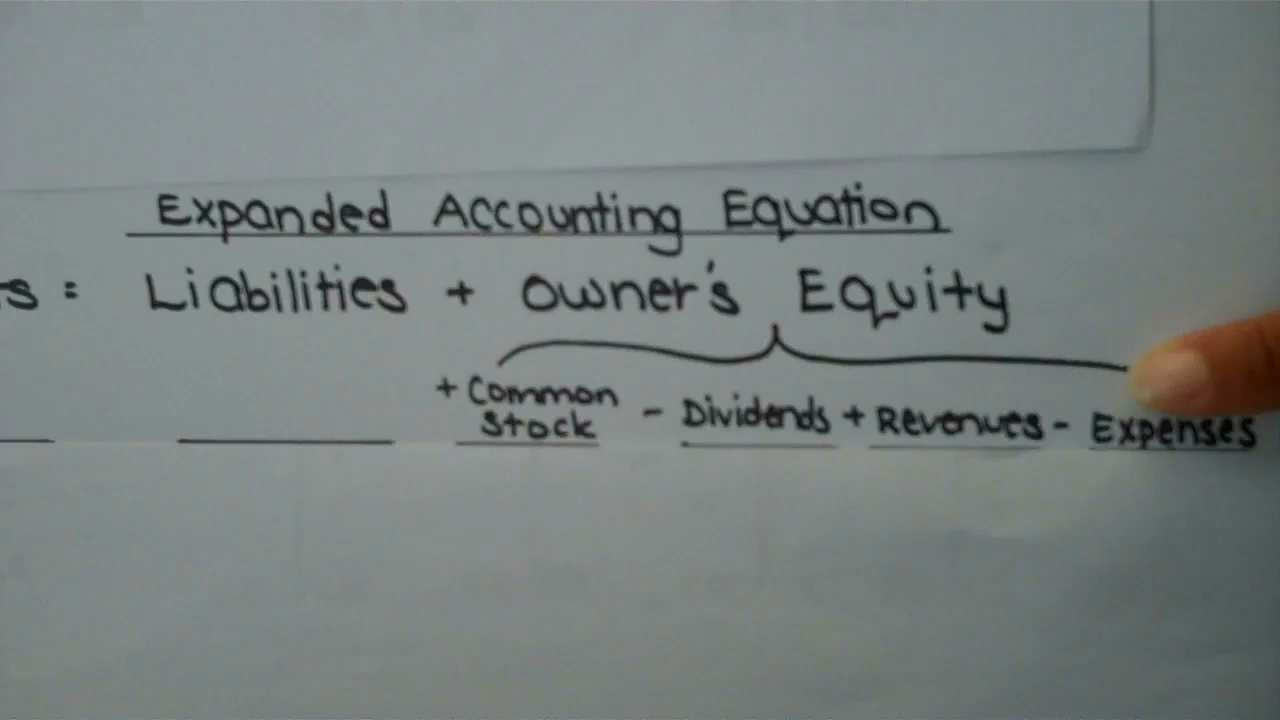 Expanded Accounting Equation
s = Liabilities + Owner's Equity
+ Common Stock - Dividends + Revenues - Expenses